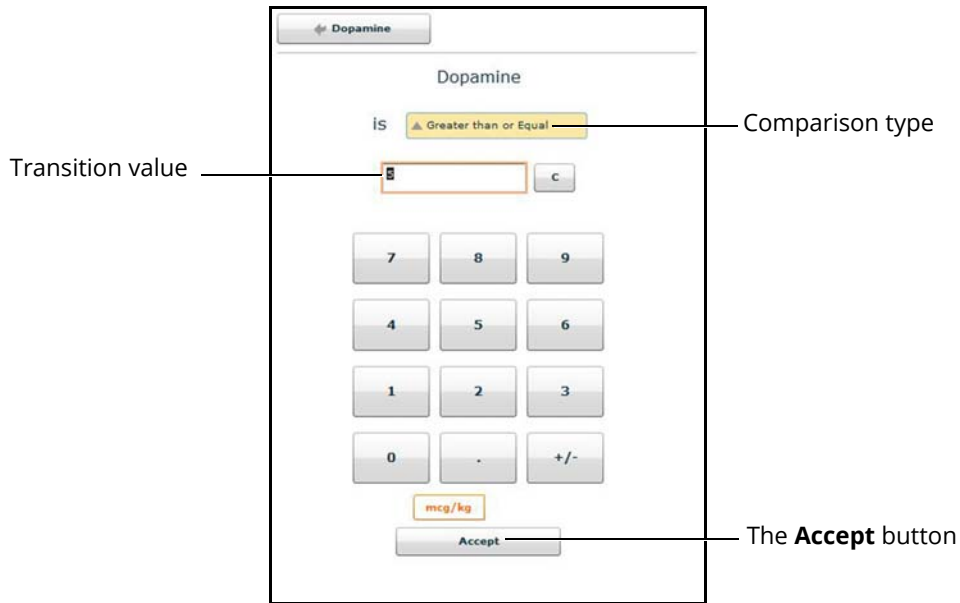 Dopamine
Dopamine
is Greater than or Equal
Comparison type
Transition value
5
C
7 8 9
4 5 6
1 2 3
0 . +/-
mcg/kg
Accept
The Accept button